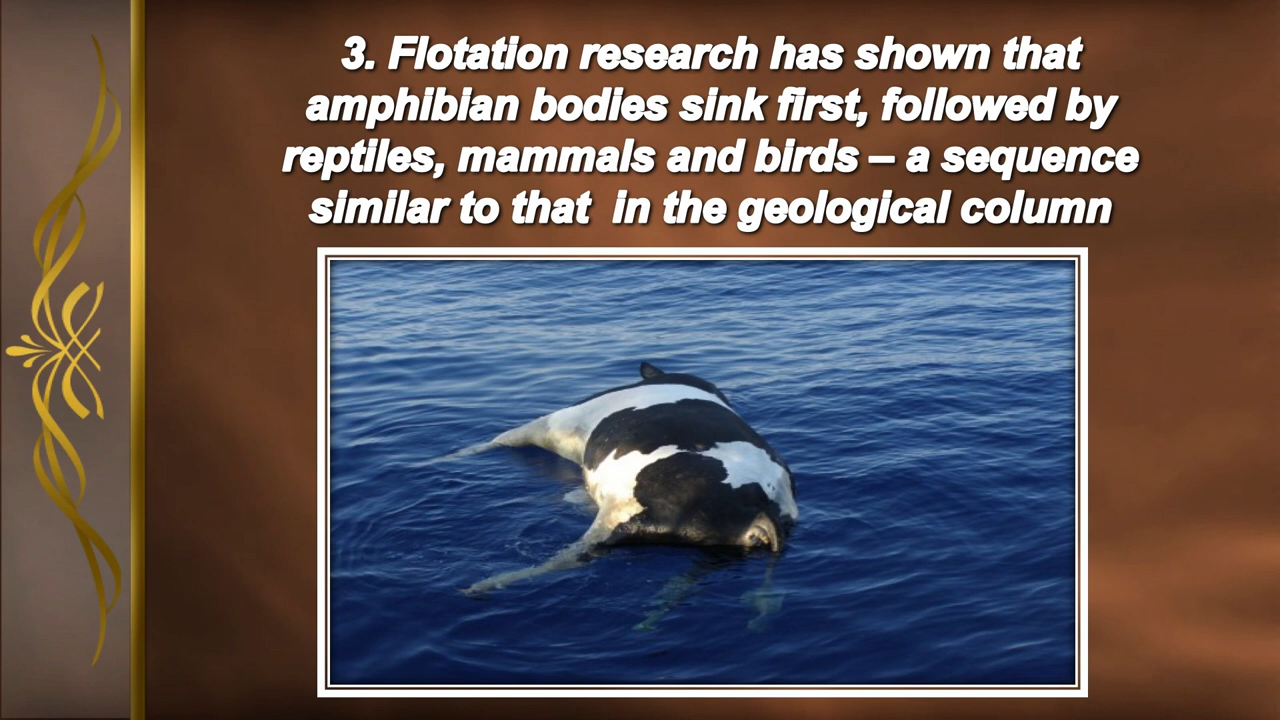 3. Flotation research has shown that
amphibian bodies sink first, followed by
reptiles, mammals and birds – a sequence
similar to that  in the geological column